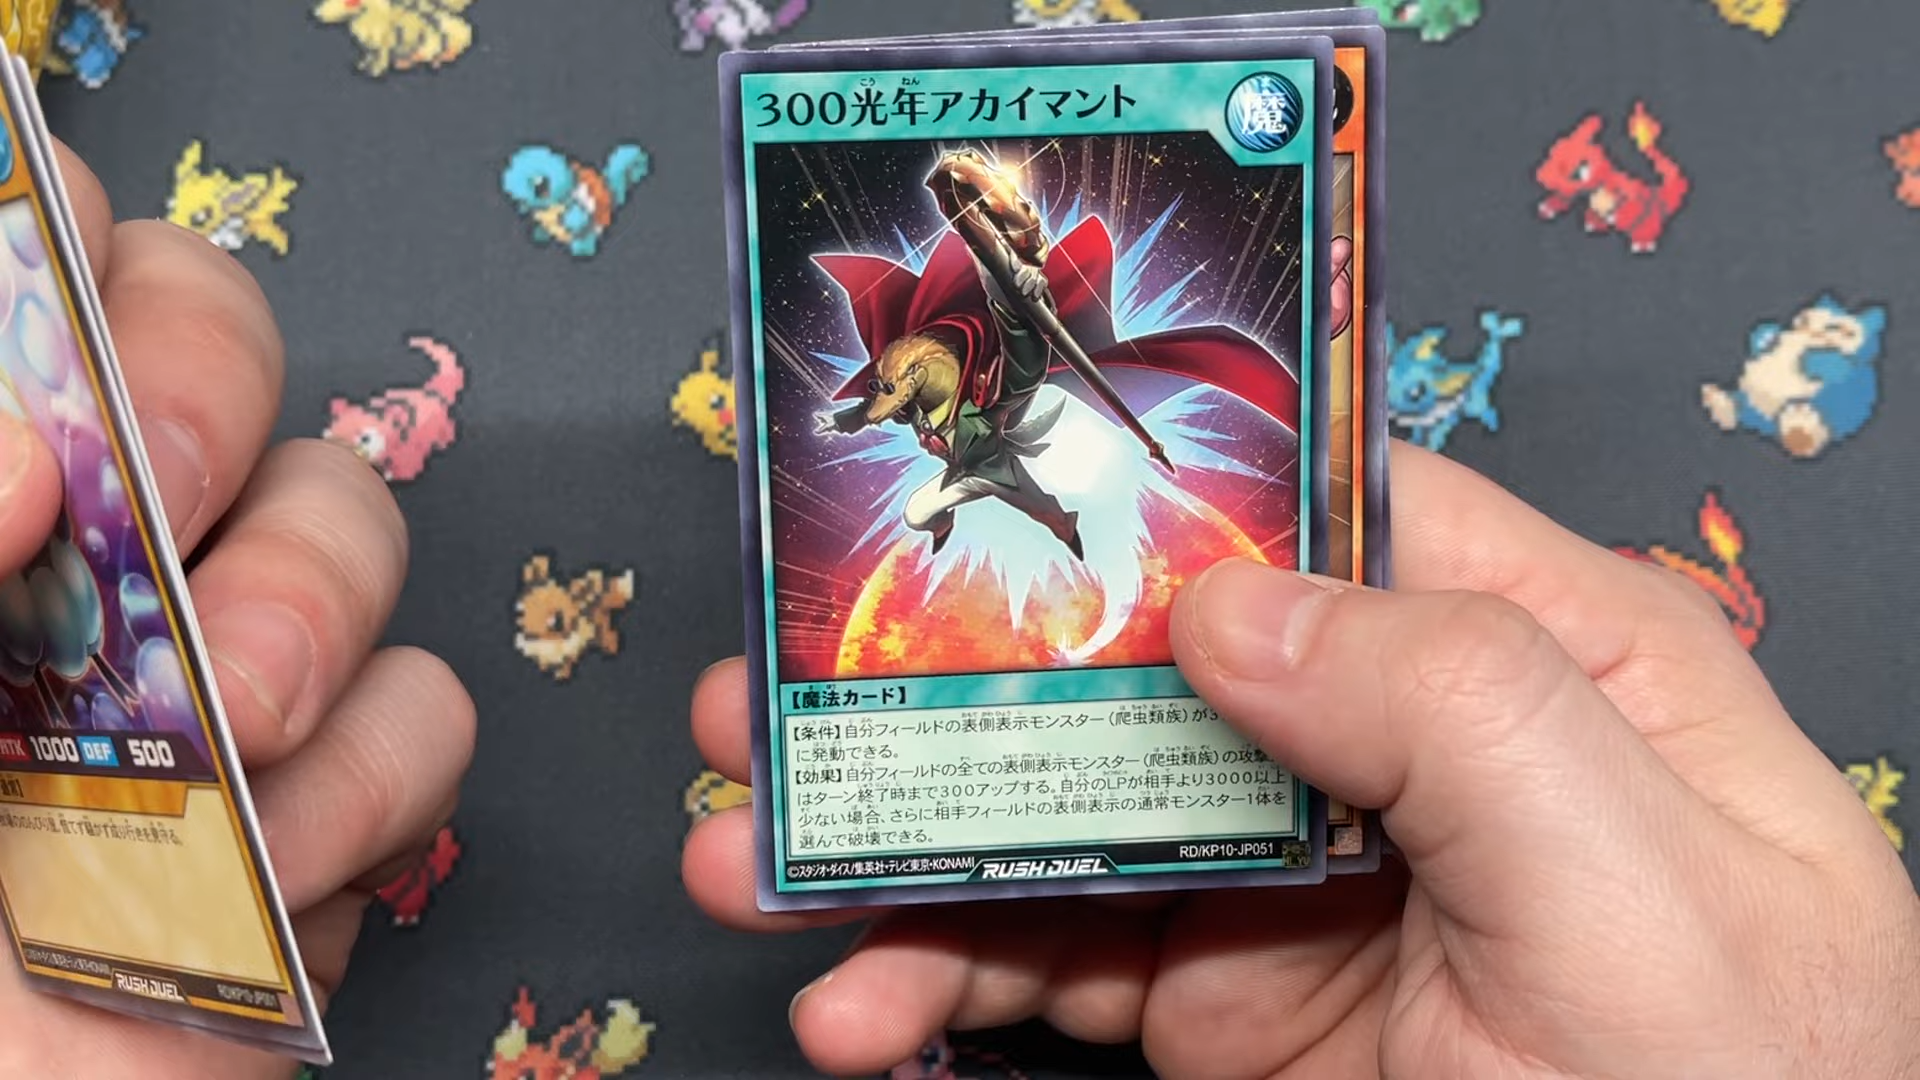 300光年アカイマント
魔
【魔法カード】
【条件】自分フィールドの表側表示モンスター(爬虫類族)が3
に発動できる。
【効果】自分フィールドの全ての表側表示モンスター(爬虫類族)の攻撃
はターン終了時まで300アップする。自分のLPが相手より3000以上
少ない場合、さらに相手フィールドの表側表示の通常モンスター1体を
選んで破壊できる。
RD/KP10-JP051
©スタジオ・ダイス/集英社・テレビ東京・KONAMI
RUSH DUEL
ATK 1000 DEF 500
RUSH DUEL